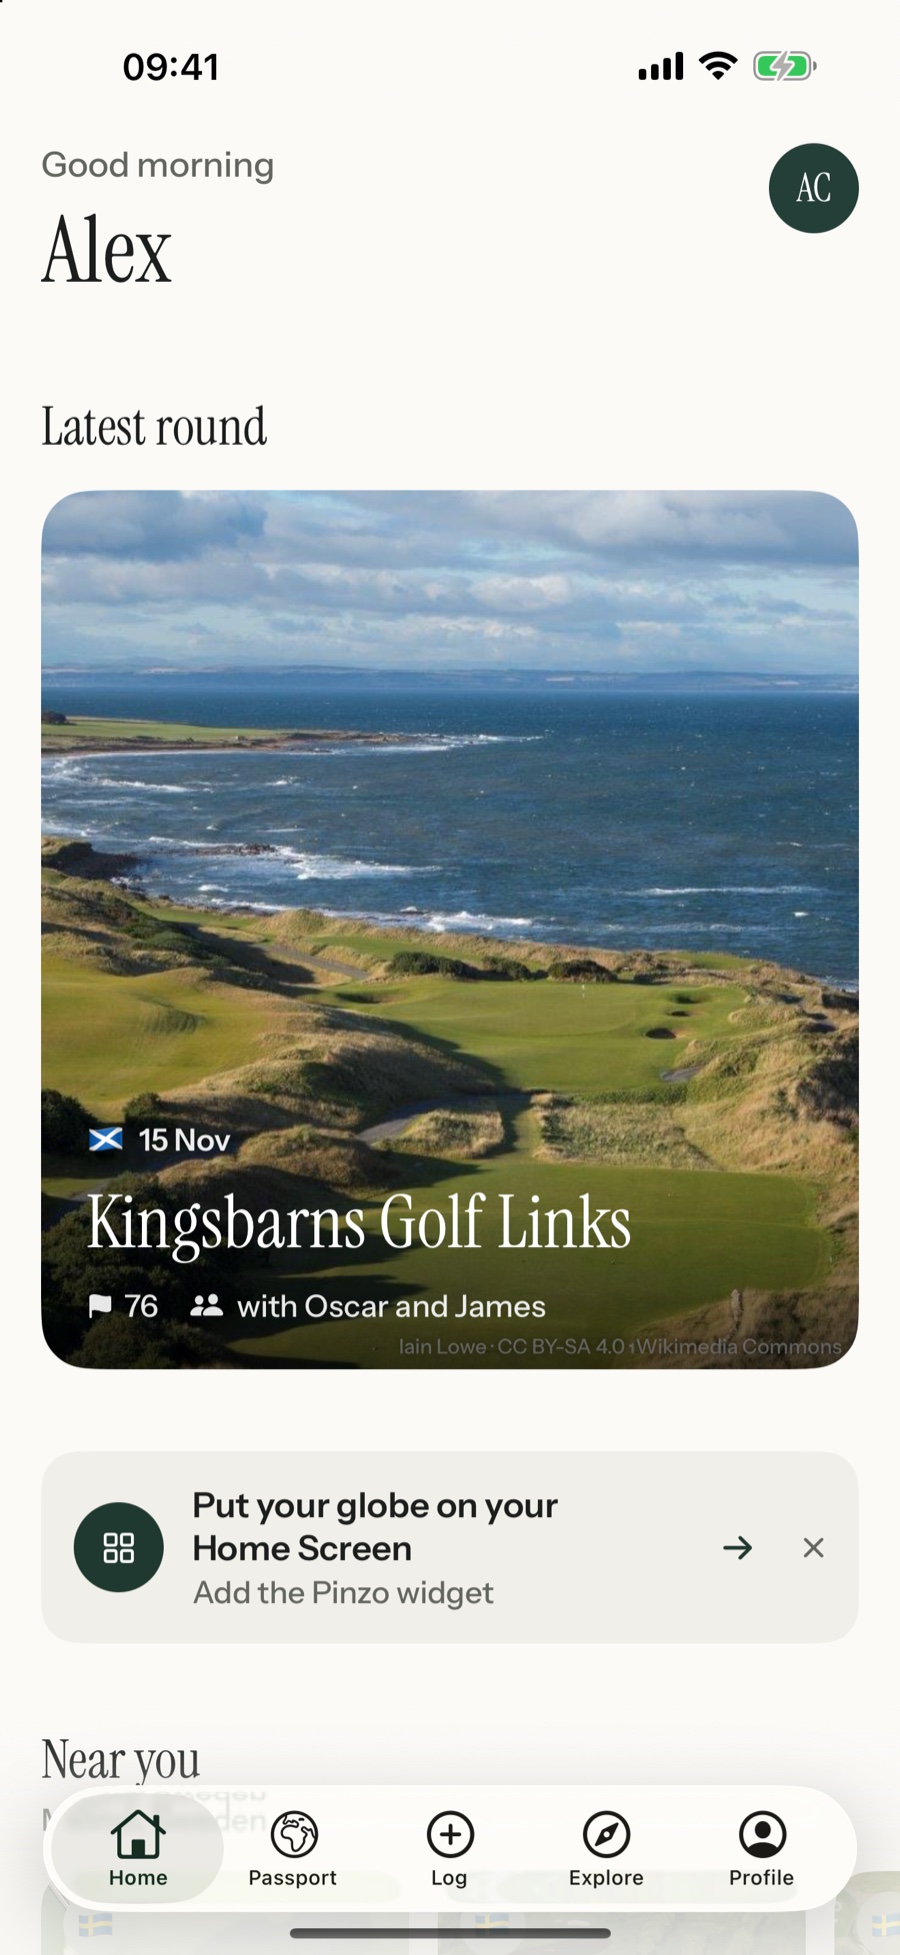 09:41
Good morning
Alex
AC
Latest round
15 Nov
Kingsbarns Golf Links
76 with Oscar and James
Iain Lowe · CC BY-SA 4.0 · Wikimedia Commons
Put your globe on your
Home Screen
Add the Pinzo widget
Near you
Home Passport Log Explore Profile